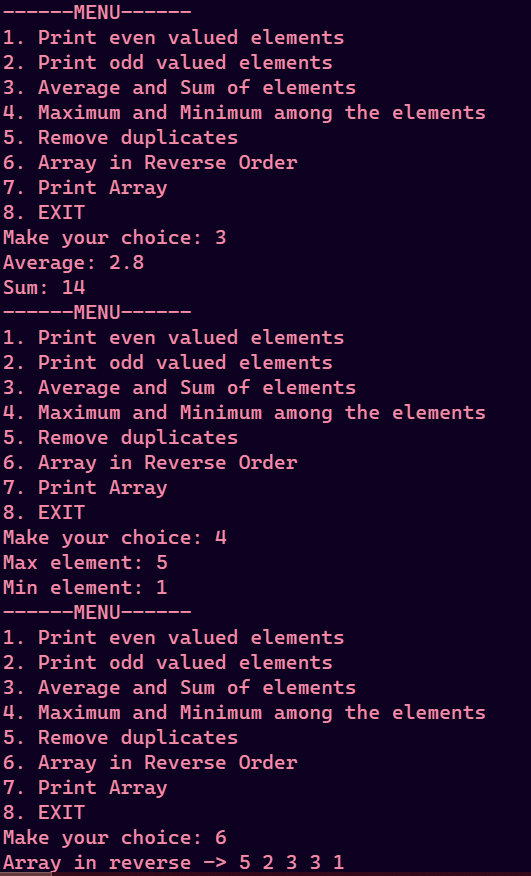 ------MENU------
1. Print even valued elements
2. Print odd valued elements
3. Average and Sum of elements
4. Maximum and Minimum among the elements
5. Remove duplicates
6. Array in Reverse Order
7. Print Array
8. EXIT
Make your choice: 3
Average: 2.8
Sum: 14
------MENU------
1. Print even valued elements
2. Print odd valued elements
3. Average and Sum of elements
4. Maximum and Minimum among the elements
5. Remove duplicates
6. Array in Reverse Order
7. Print Array
8. EXIT
Make your choice: 4
Max element: 5
Min element: 1
------MENU------
1. Print even valued elements
2. Print odd valued elements
3. Average and Sum of elements
4. Maximum and Minimum among the elements
5. Remove duplicates
6. Array in Reverse Order
7. Print Array
8. EXIT
Make your choice: 6
Array in reverse -> 5 2 3 3 1